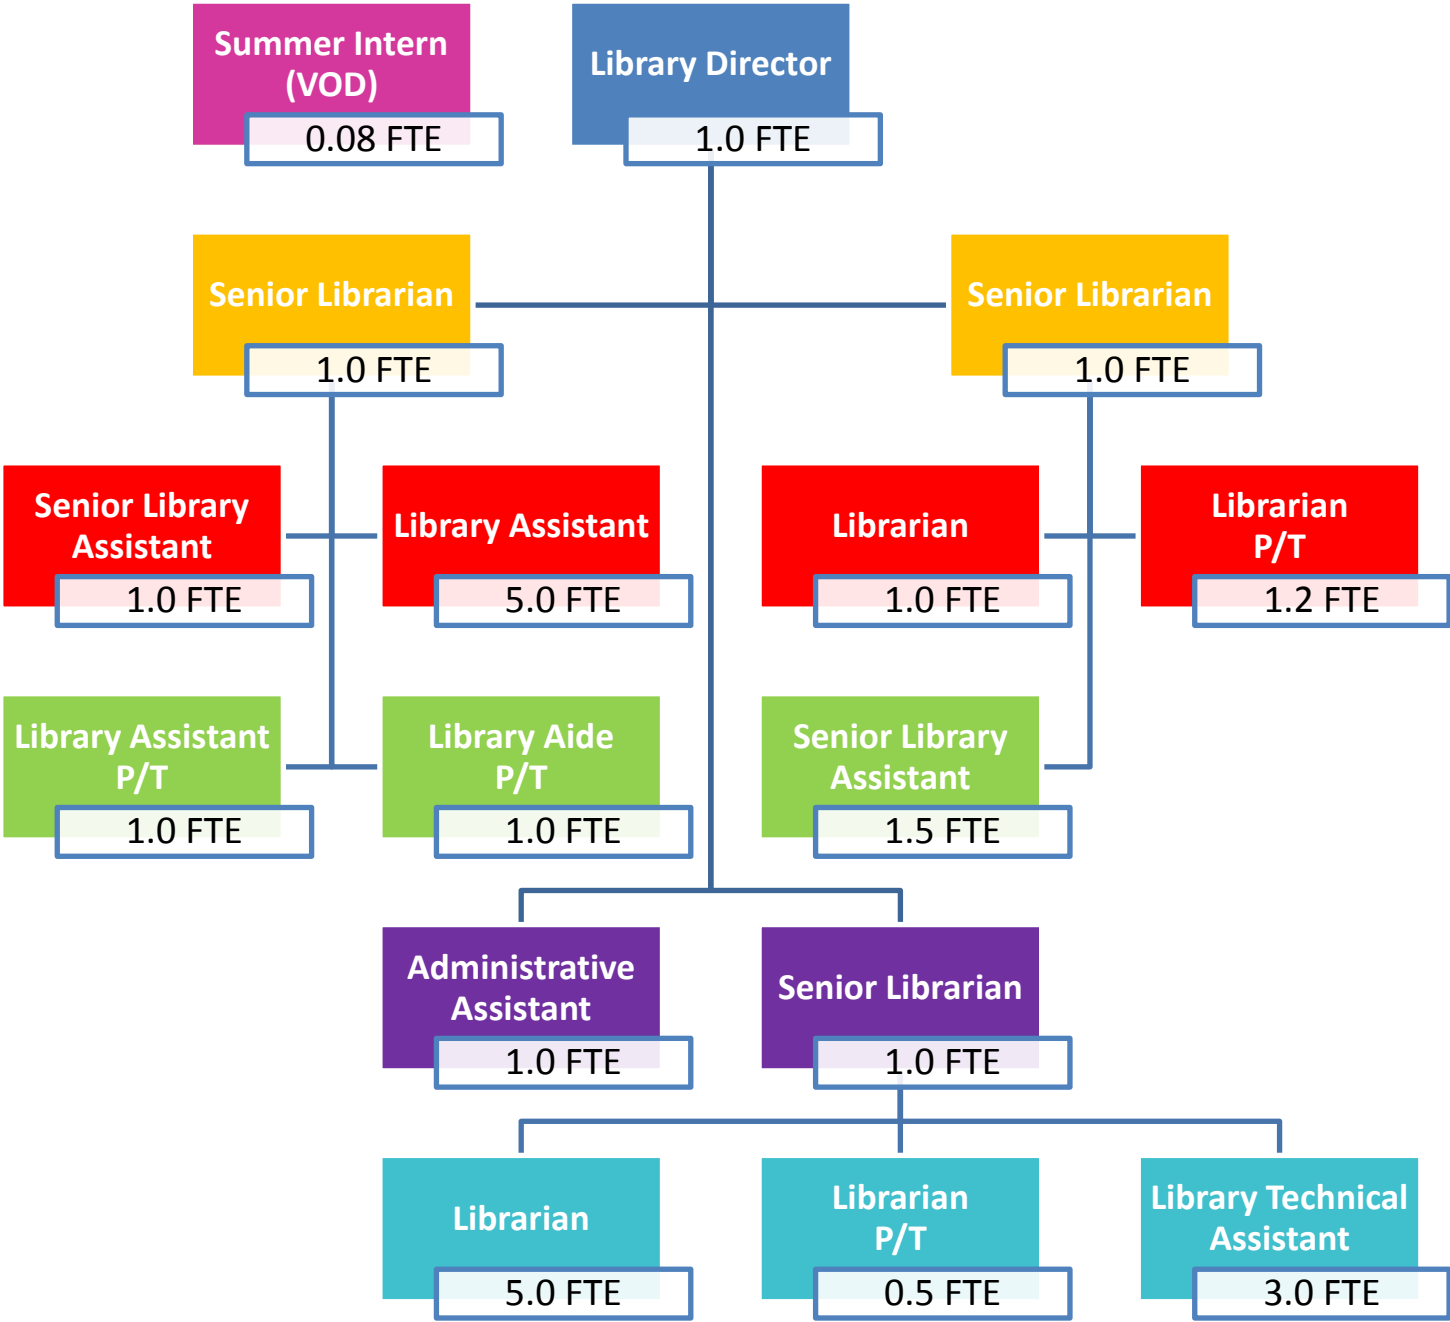 Summer Intern
(VOD)
0.08 FTE
Library Director
1.0 FTE
Senior Librarian
1.0 FTE
Senior Librarian
1.0 FTE
Senior Library
Assistant
1.0 FTE
Library Assistant
5.0 FTE
Librarian
1.0 FTE
Librarian
P/T
1.2 FTE
Library Assistant
P/T
1.0 FTE
Library Aide
P/T
1.0 FTE
Senior Library
Assistant
1.5 FTE
Administrative
Assistant
1.0 FTE
Senior Librarian
1.0 FTE
Librarian
5.0 FTE
Librarian
P/T
0.5 FTE
Library Technical
Assistant
3.0 FTE